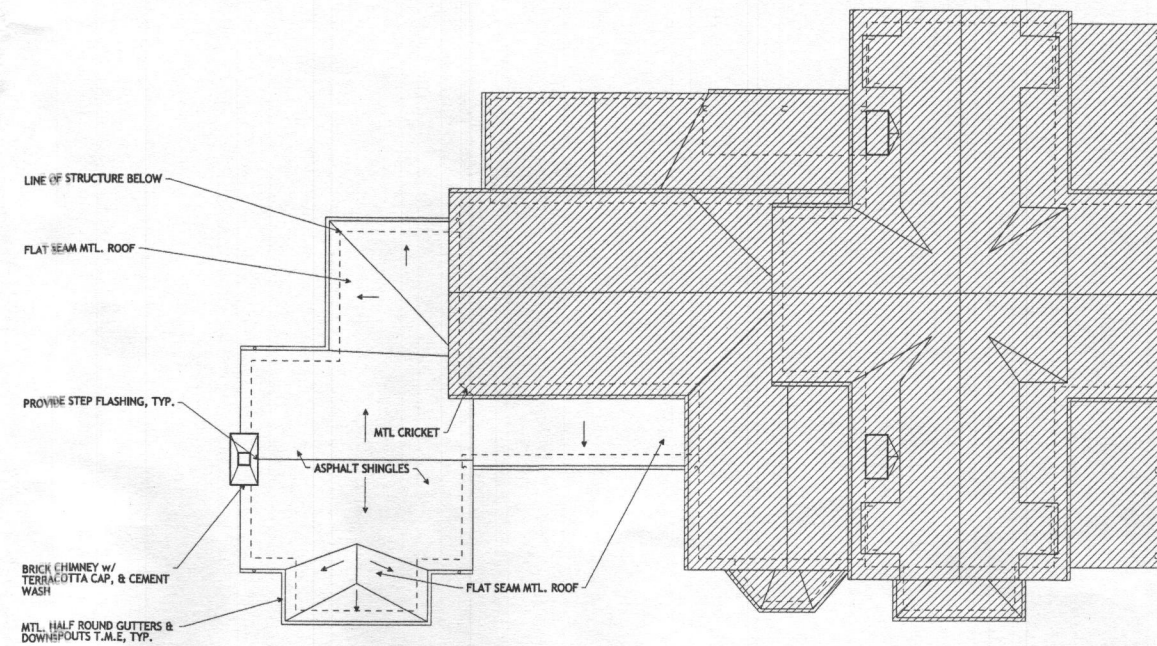 LINE OF STRUCTURE BELOW
FLAT SEAM MTL. ROOF
PROVIDE STEP FLASHING, TYP.
MTL CRICKET
ASPHALT SHINGLES
BRICK CHIMNEY w/
TERRACOTTA CAP, & CEMENT
WASH
FLAT SEAM MTL. ROOF
MTL. HALF ROUND GUTTERS &
DOWNSPOUTS T.M.E, TYP.